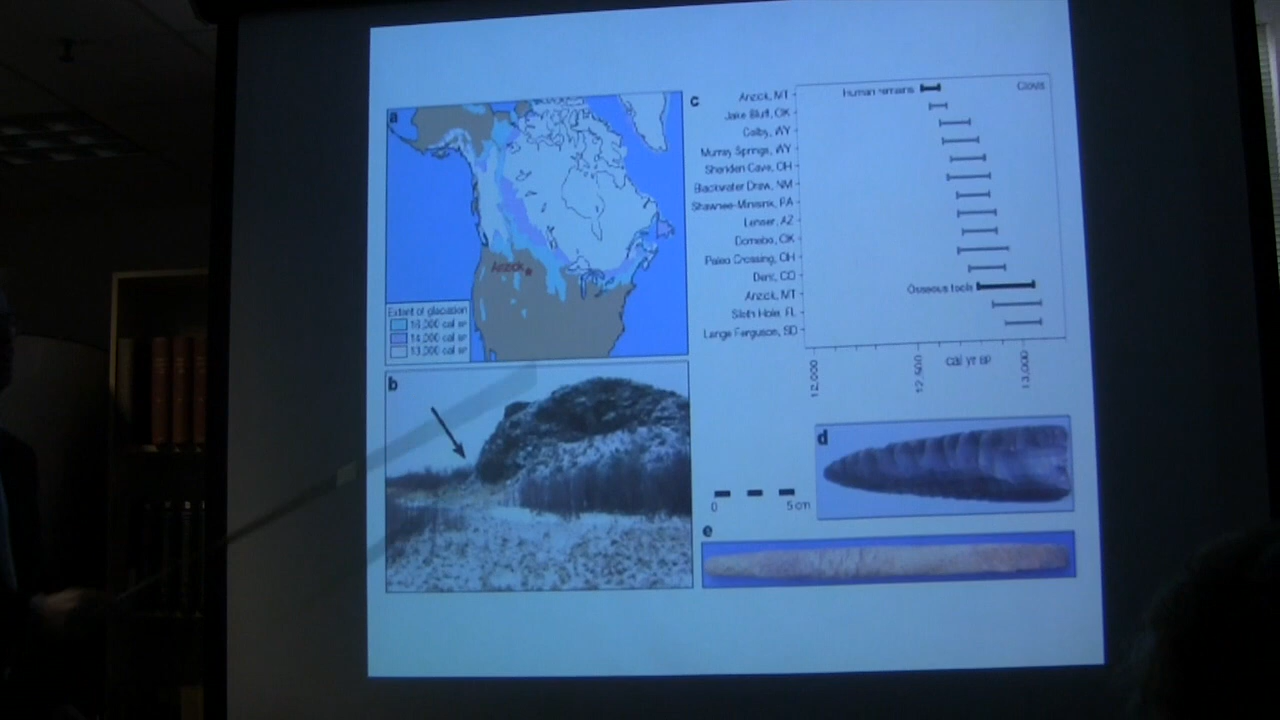 a
Anzick
Extent of glaciation
16,000 cal BP
14,000 cal BP
13,000 cal BP
b
c
Anzick, MT
Human remains
Clovis
Jake Bluff, OK
Colby, WY
Murray Springs, WY
Sheriden Cave, OH
Blackwater Draw, NM
Shawnee-Minisink, PA
Lehner, AZ
Domebo, OK
Paleo Crossing, OH
Dent, CO
Osseous tools
Anzick, MT
Sloth Hole, FL
Lange Ferguson, SD
12,000
12,500
13,000
cal yr BP
d
0
5 cm
e